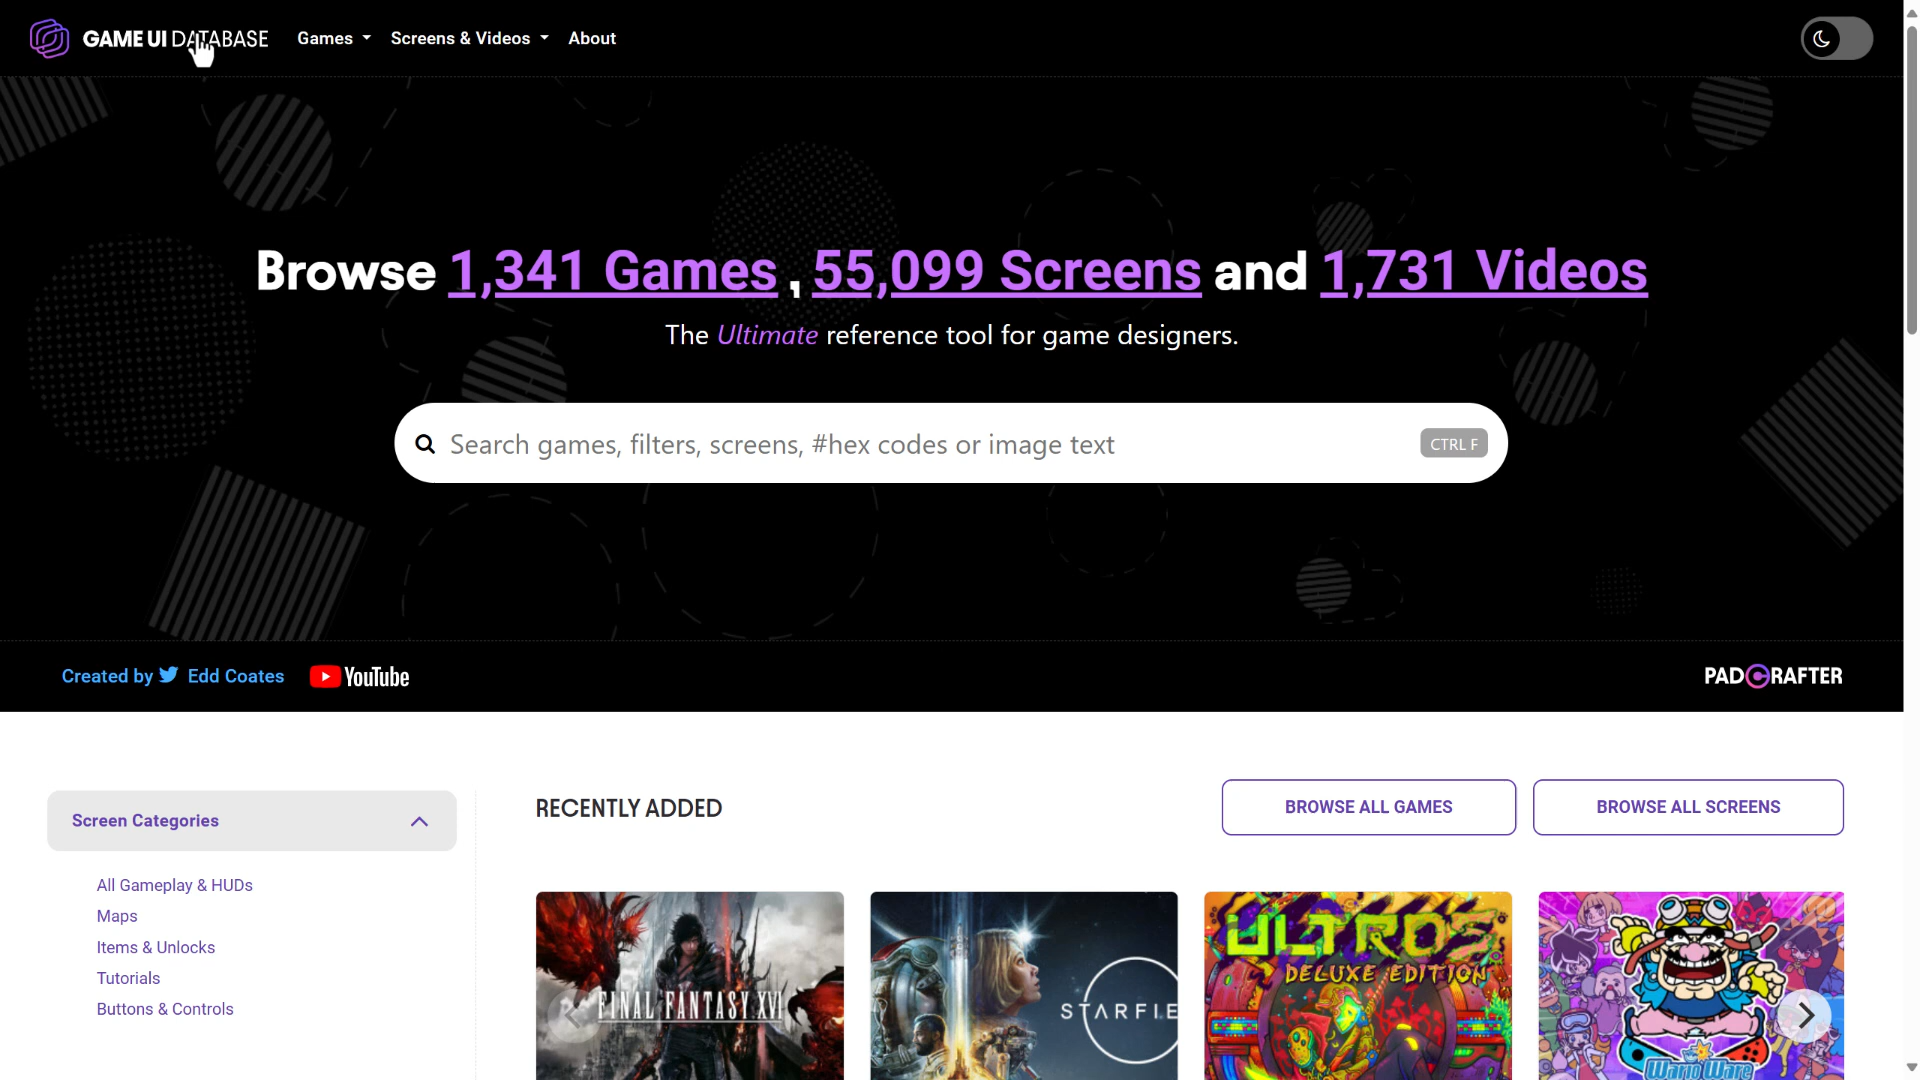 GAME UI DATABASE
Games
Screens & Videos
About
Browse 1,341 Games , 55,099 Screens and 1,731 Videos
The Ultimate reference tool for game designers.
Search games, filters, screens, #hex codes or image text
CTRL F
Created by Edd Coates
YouTube
PADCRAFTER
Screen Categories
All Gameplay & HUDs
Maps
Items & Unlocks
Tutorials
Buttons & Controls
RECENTLY ADDED
BROWSE ALL GAMES
BROWSE ALL SCREENS
FINAL FANTASY XVI
STARFIE
ULTROS
DELUXE EDITION
Wario Ware